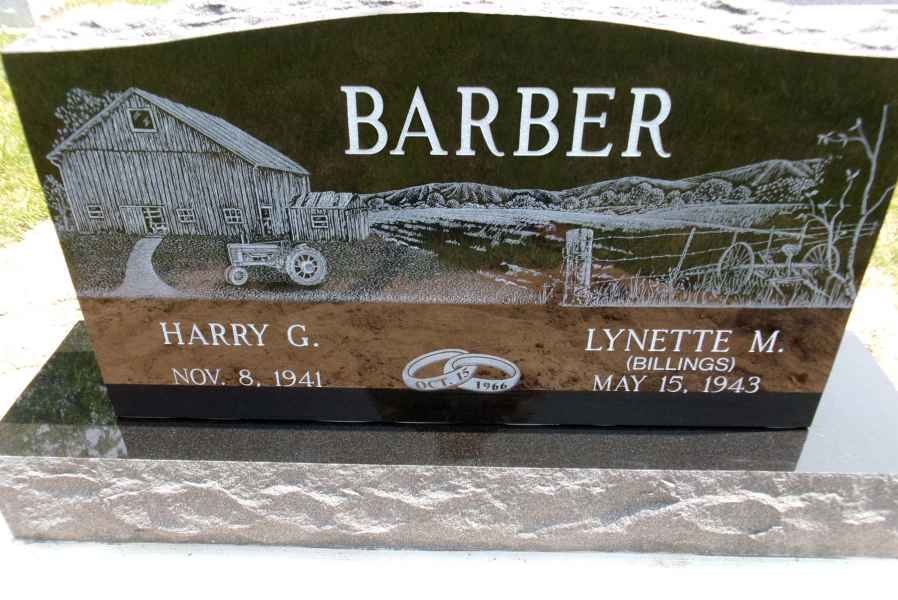 BARBER
HARRY G.
NOV. 8, 1941
OCT. 15 1966
LYNETTE M.
(BILLINGS)
MAY 15, 1943